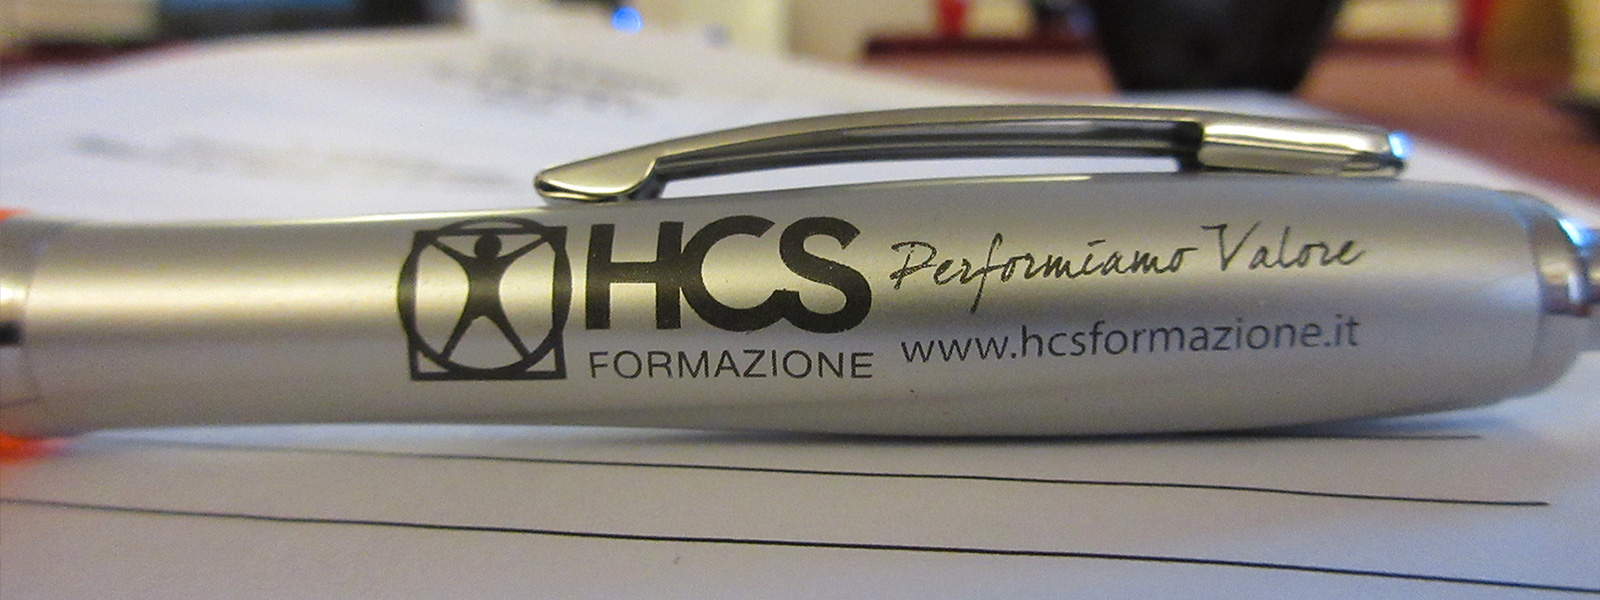 HCS
FORMAZIONE
Performiamo Valore
www.hcsformazione.it